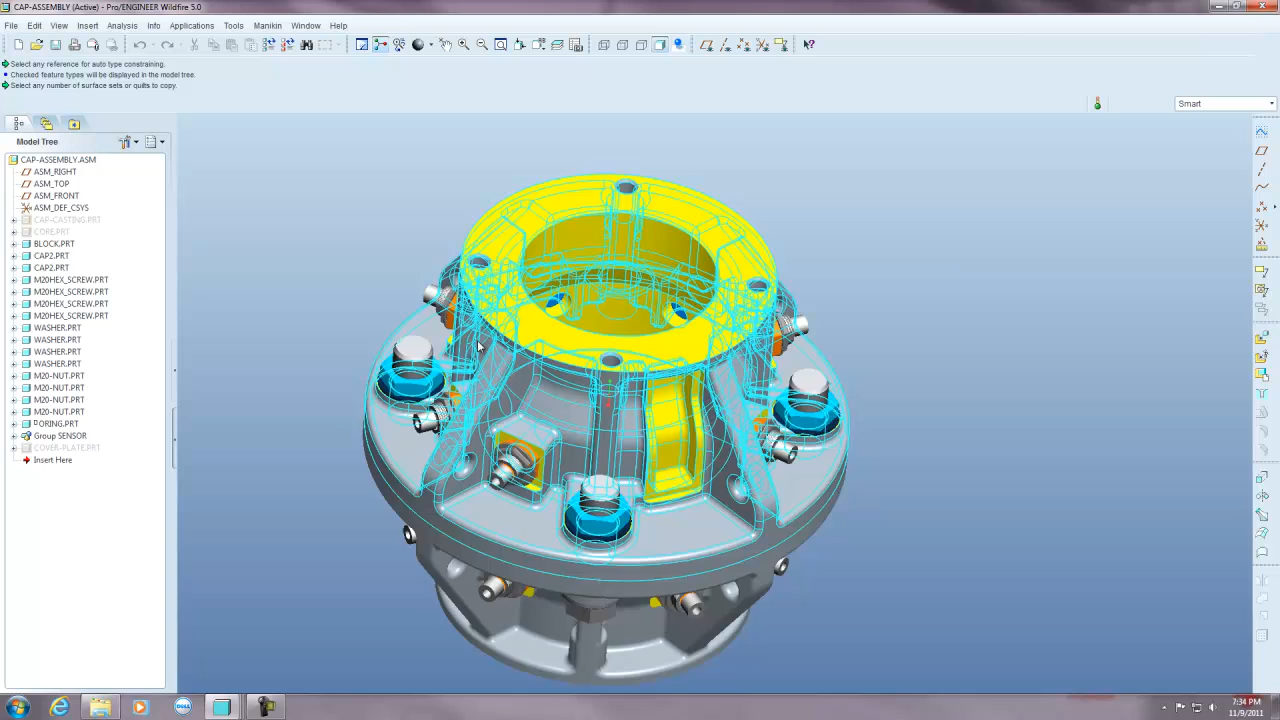 CAP-ASSEMBLY (Active) - Pro/ENGINEER Wildfire 5.0
File Edit View Insert Analysis Info Applications Tools Manikin Window Help
Select any reference for auto type constraining.
Checked feature types will be displayed in the model tree.
Select any number of surface sets or quilts to copy.
Smart
Model Tree
CAP-ASSEMBLY.ASM
ASM_RIGHT
ASM_TOP
ASM_FRONT
ASM_DEF_CSYS
CAP-CASTING.PRT
CORE.PRT
BLOCK.PRT
CAP2.PRT
CAP2.PRT
M20HEX_SCREW.PRT
M20HEX_SCREW.PRT
M20HEX_SCREW.PRT
M20HEX_SCREW.PRT
WASHER.PRT
WASHER.PRT
WASHER.PRT
WASHER.PRT
M20-NUT.PRT
M20-NUT.PRT
M20-NUT.PRT
M20-NUT.PRT
ORING.PRT
Group SENSOR
COVER-PLATE.PRT
Insert Here
7:34 PM
11/9/2011